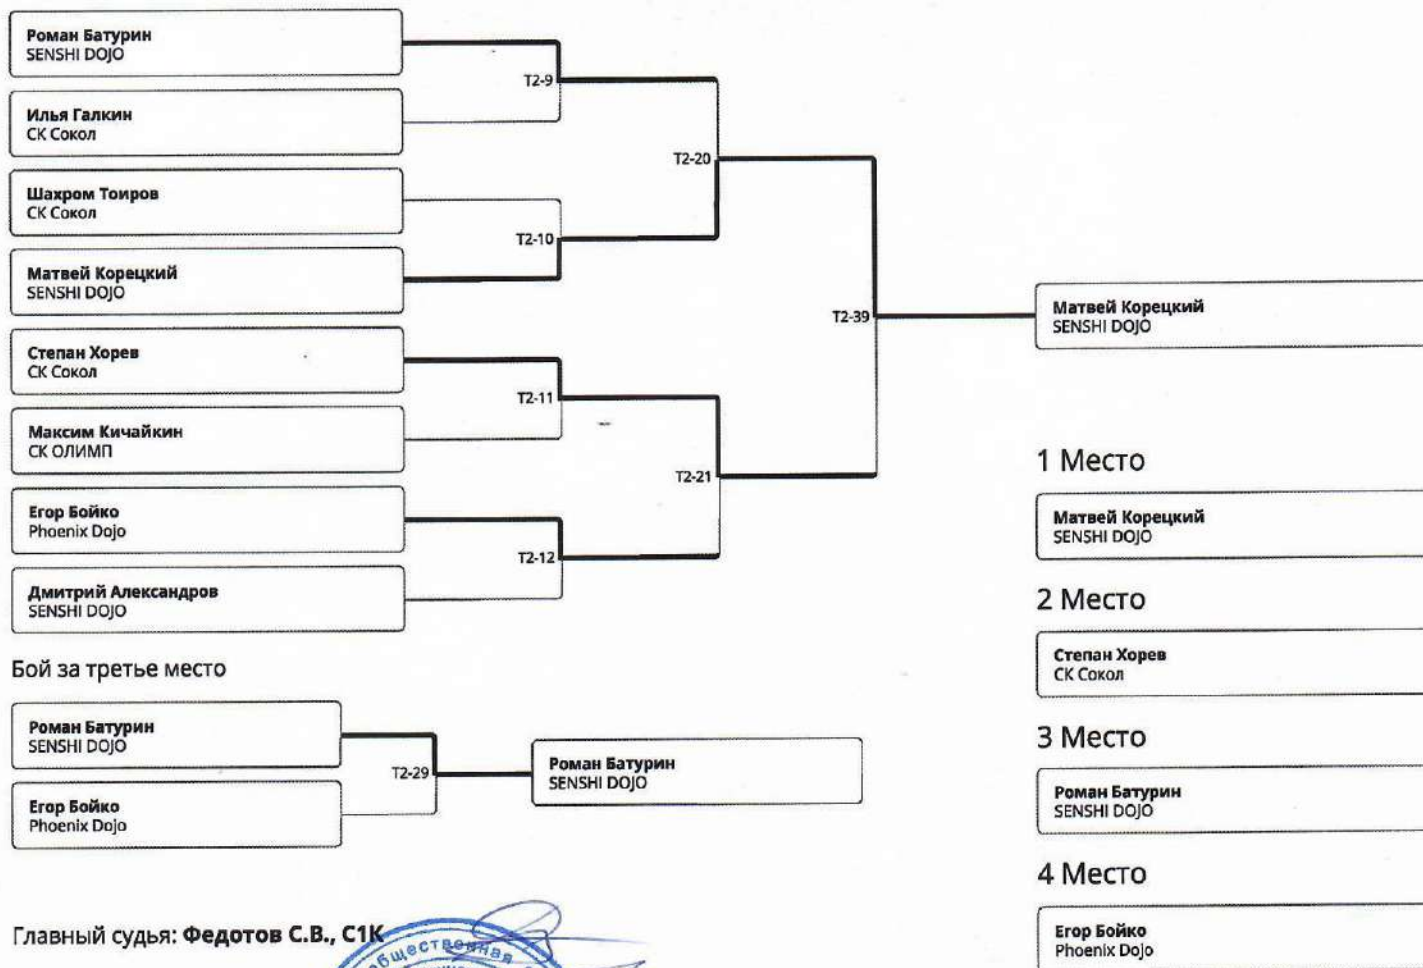 Роман Батурин
SENSHI DOJO
Илья Галкин
СК Сокол
Шахром Тоиров
СК Сокол
Матвей Корецкий
SENSHI DOJO
Степан Хорев
СК Сокол
Максим Кичайкин
СК ОЛИМП
Егор Бойко
Phoenix Dojo
Дмитрий Александров
SENSHI DOJO
T2-9
T2-10
T2-11
T2-12
T2-20
T2-21
T2-39
Матвей Корецкий
SENSHI DOJO
Бой за третье место
Роман Батурин
SENSHI DOJO
Егор Бойко
Phoenix Dojo
T2-29
Роман Батурин
SENSHI DOJO
1 Место
Матвей Корецкий
SENSHI DOJO
2 Место
Степан Хорев
СК Сокол
3 Место
Роман Батурин
SENSHI DOJO
4 Место
Егор Бойко
Phoenix Dojo
Главный судья: Федотов С.В., С1К
общественная